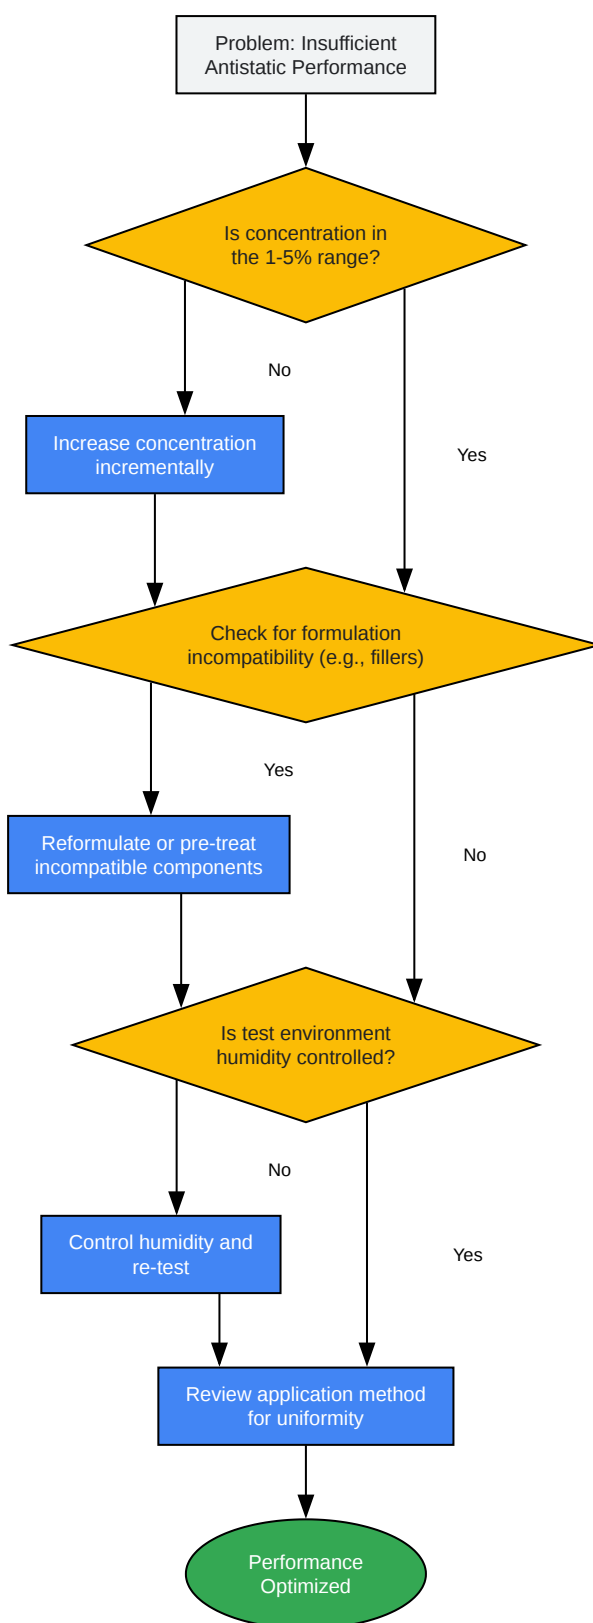 Problem: Insufficient
Antistatic Performance
Is concentration in
the 1-5% range?
No
Increase concentration
incrementally
Yes
Check for formulation
incompatibility (e.g., fillers)
Yes
Reformulate or pre-treat
incompatible components
No
Is test environment
humidity controlled?
No
Control humidity and
re-test
Yes
Review application method
for uniformity
Performance
Optimized